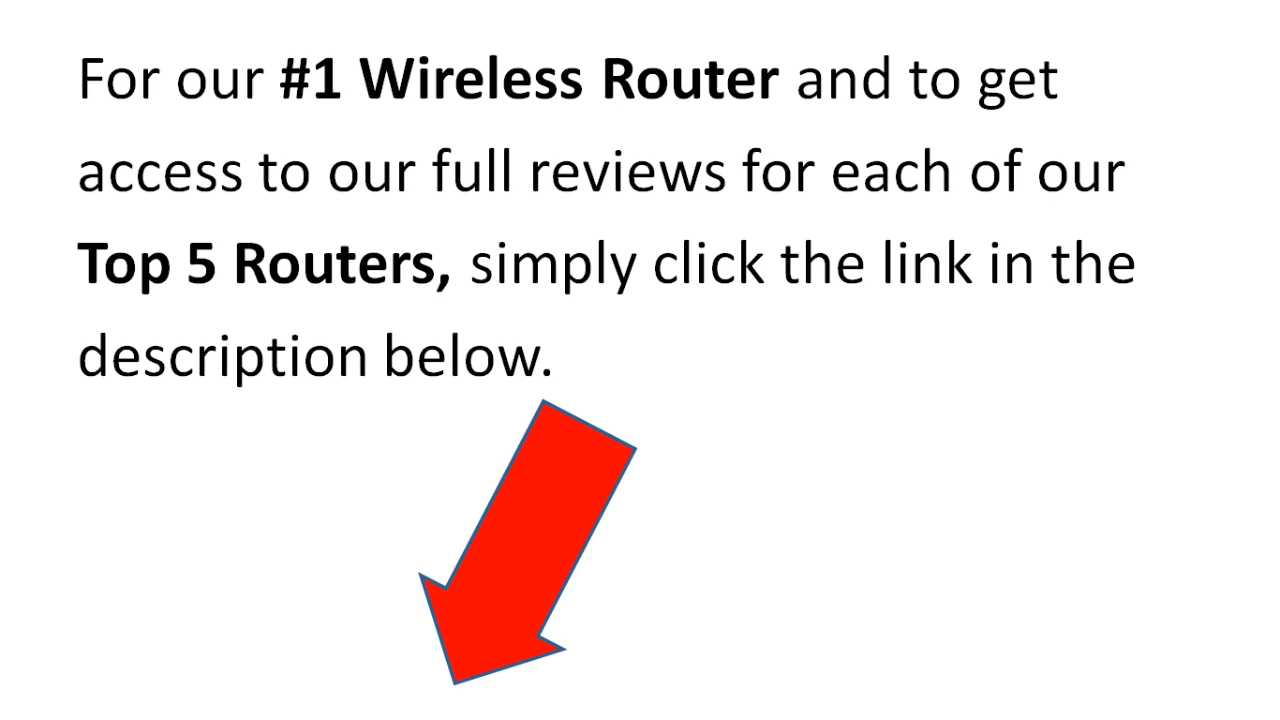 For our #1 Wireless Router and to get
access to our full reviews for each of our
Top 5 Routers, simply click the link in the
description below.